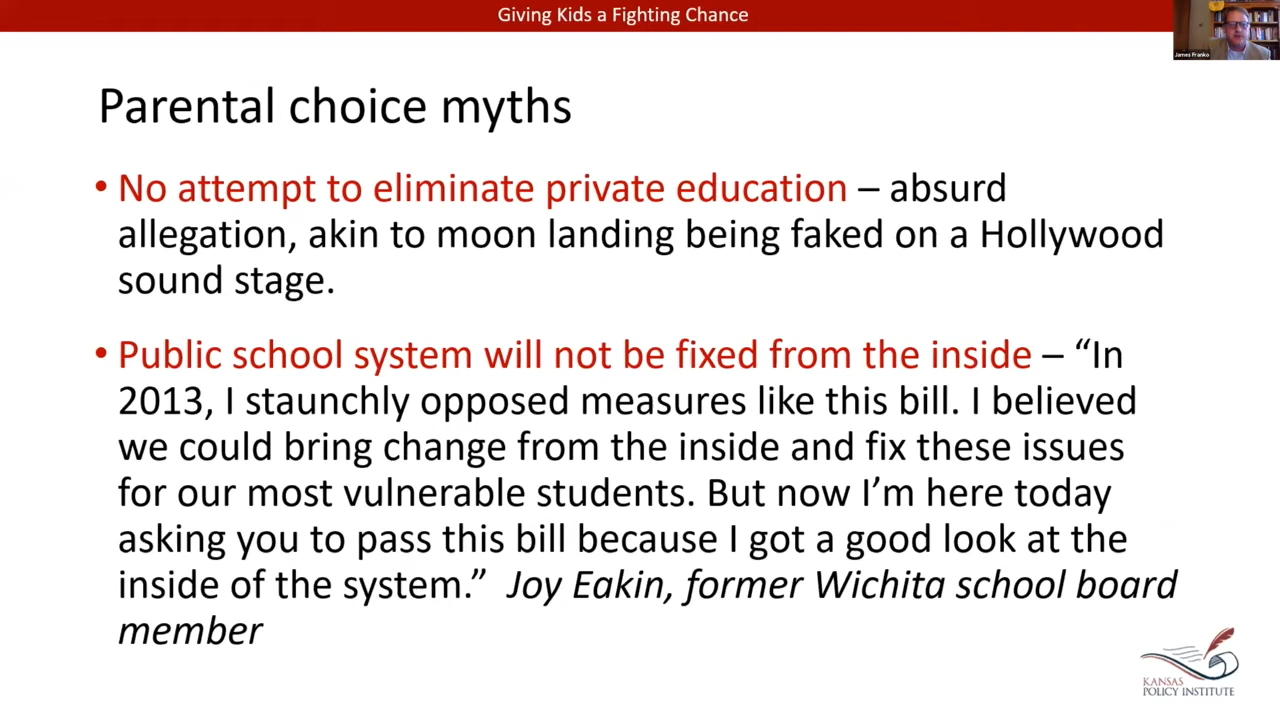 Giving Kids a Fighting Chance
James Franko
Parental choice myths
• No attempt to eliminate private education – absurd
allegation, akin to moon landing being faked on a Hollywood
sound stage.
• Public school system will not be fixed from the inside – “In
2013, I staunchly opposed measures like this bill. I believed
we could bring change from the inside and fix these issues
for our most vulnerable students. But now I’m here today
asking you to pass this bill because I got a good look at the
inside of the system.” Joy Eakin, former Wichita school board
member
KANSAS
POLICY INSTITUTE